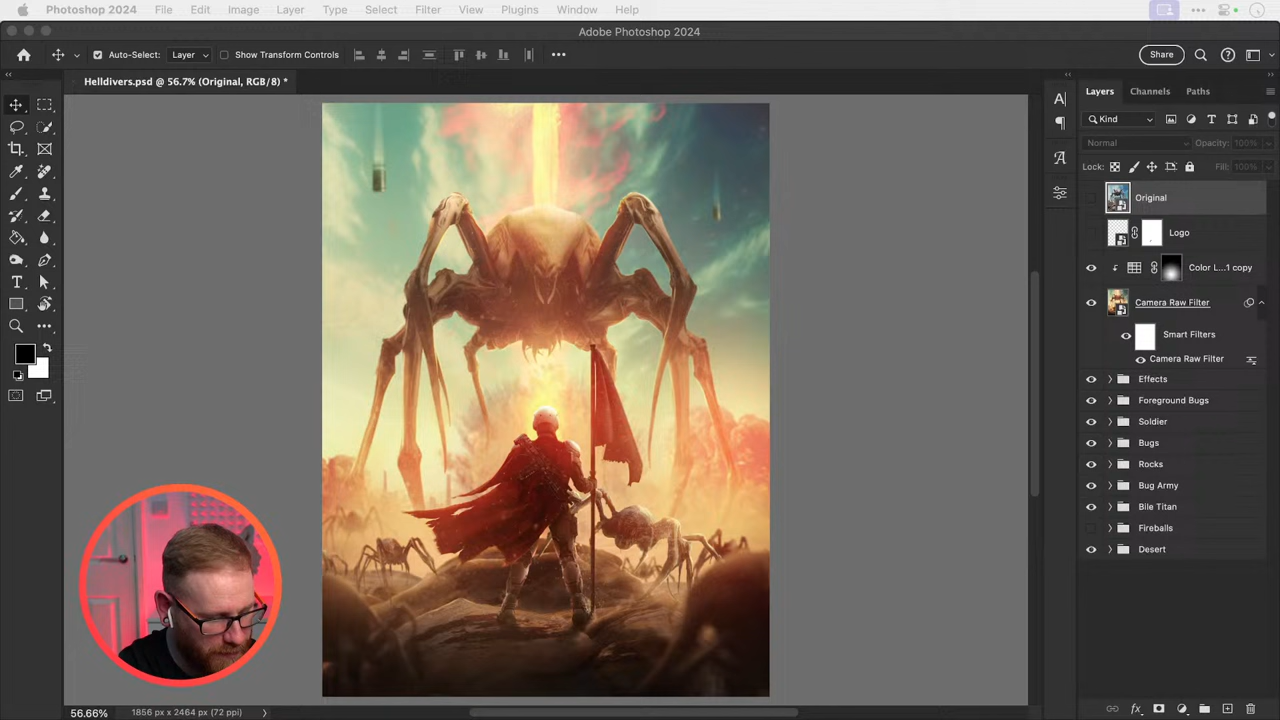 Photoshop 2024 File Edit Image Layer Type Select Filter View Plugins Window Help
Adobe Photoshop 2024
Auto-Select: Layer Show Transform Controls Share
Helldivers.psd @ 56.7% (Original, RGB/8) *
Layers Channels Paths
Kind
Normal Opacity: 100%
Lock: Fill: 100%
Original
Logo
Color L...1 copy
Camera Raw Filter
Smart Filters
Camera Raw Filter
Effects
Foreground Bugs
Soldier
Bugs
Rocks
Bug Army
Bile Titan
Fireballs
Desert
56.66% 1856 px x 2464 px (72 ppi)